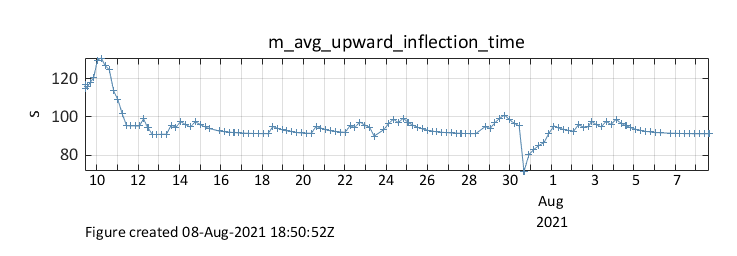 m_avg_upward_inflection_time
120
100
80
s
10 12 14 16 18 20 22 24 26 28 30 1 3 5 7
Aug
2021
Figure created 08-Aug-2021 18:50:52Z